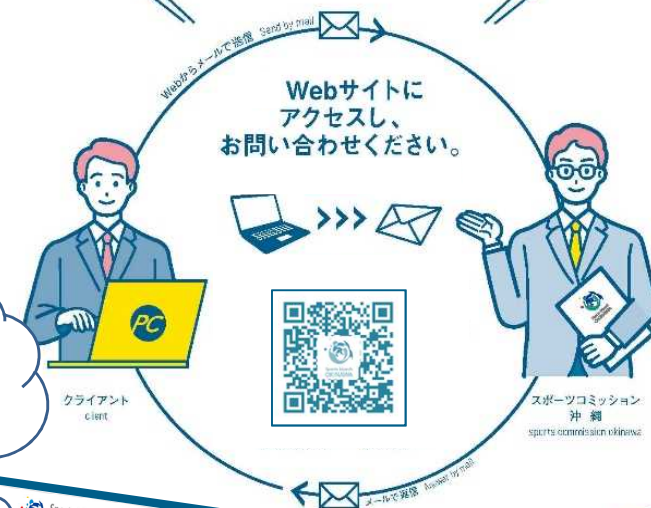 Webからメールで送信 Send by mail
Webサイトに
アクセスし、
お問い合わせください。
PC
クライアント
client
スポーツコミッション
沖縄
sports commission okinawa
メールで返信 Answer by mail